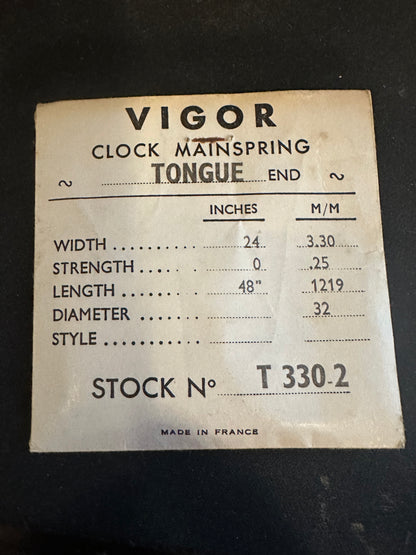 VIGOR
CLOCK MAINSPRING
~ TONGUE END ~
INCHES M/M
WIDTH .......... 24 3.30
STRENGTH .......... 0 .25
LENGTH .......... 48" 1219
DIAMETER .......... 32
STYLE ..........
STOCK Nº T 330-2
MADE IN FRANCE